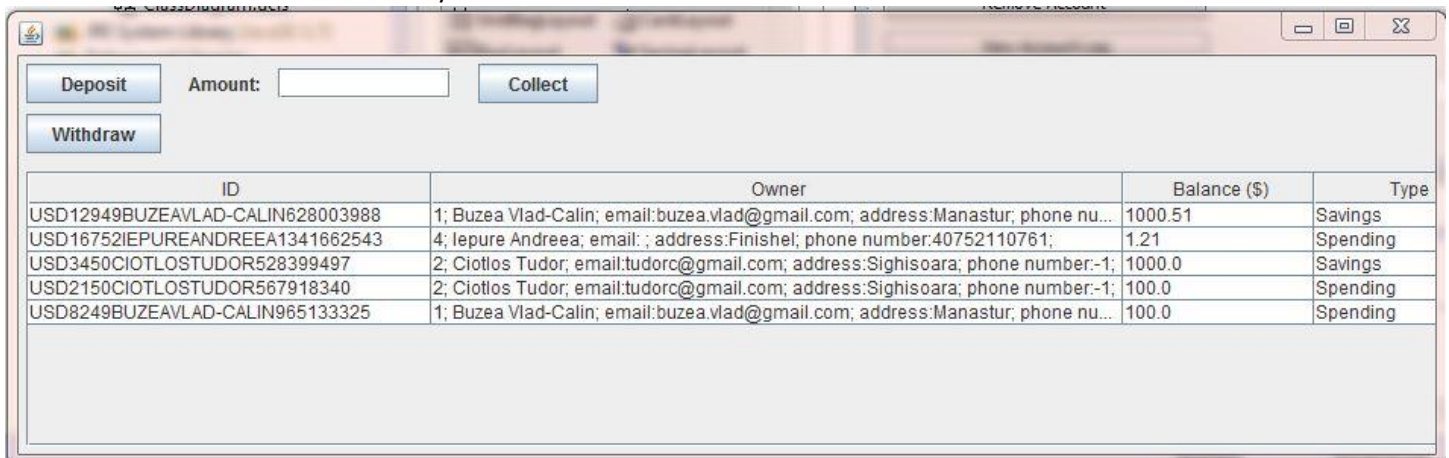 ClassDiagram.ucls
Remove Account
Deposit Amount: Collect
Withdraw
ID Owner Balance ($) Type
USD12949BUZEAVLAD-CALIN628003988 1; Buzea Vlad-Calin; email:buzea.vlad@gmail.com; address:Manastur; phone nu... 1000.51 Savings
USD16752IEPUREANDREEA1341662543 4; Iepure Andreea; email: ; address:Finishel; phone number:40752110761; 1.21 Spending
USD3450CIOTLOSTUDOR528399497 2; Ciotlos Tudor; email:tudorc@gmail.com; address:Sighisoara; phone number:-1; 1000.0 Savings
USD2150CIOTLOSTUDOR567918340 2; Ciotlos Tudor; email:tudorc@gmail.com; address:Sighisoara; phone number:-1; 100.0 Spending
USD8249BUZEAVLAD-CALIN965133325 1; Buzea Vlad-Calin; email:buzea.vlad@gmail.com; address:Manastur; phone nu... 100.0 Spending